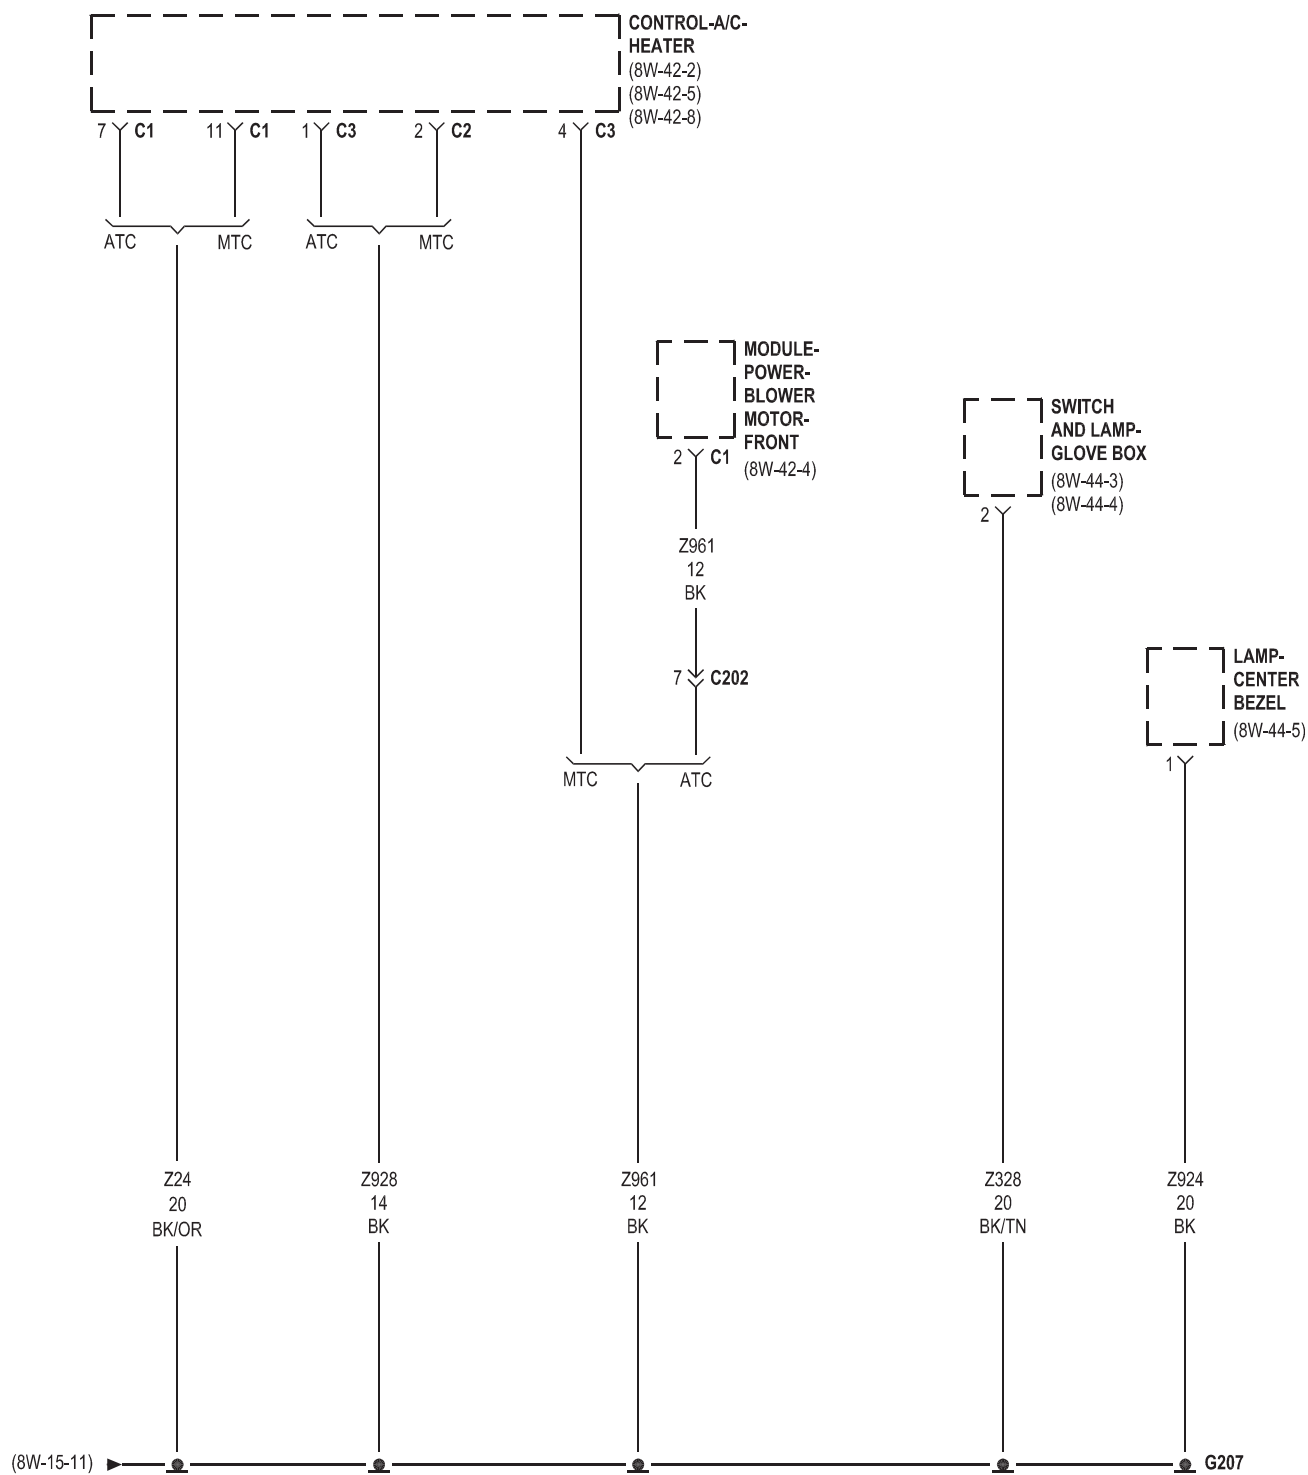 CONTROL-A/C-
HEATER
(8W-42-2)
(8W-42-5)
(8W-42-8)
7 C1 11 C1 1 C3 2 C2 4 C3
ATC MTC ATC MTC
MODULE-
POWER-
BLOWER
MOTOR-
FRONT
(8W-42-4)
2 C1
SWITCH
AND LAMP-
GLOVE BOX
(8W-44-3)
(8W-44-4)
2
Z961
12
BK
7 C202
LAMP-
CENTER
BEZEL
(8W-44-5)
1
MTC ATC
Z24 Z928 Z961 Z328 Z924
20 14 12 20 20
BK/OR BK BK BK/TN BK
(8W-15-11) G207